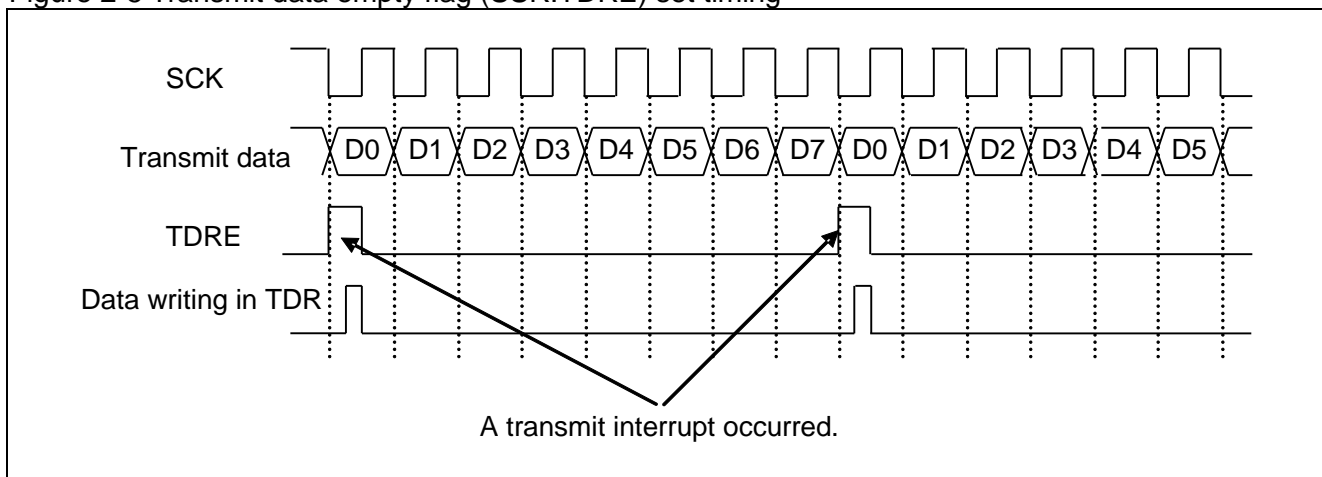 Figure 2-3 Transmit data empty flag (SSR:TDRE) set timing
SCK
Transmit data D0 D1 D2 D3 D4 D5 D6 D7 D0 D1 D2 D3 D4 D5
TDRE
Data writing in TDR
A transmit interrupt occurred.